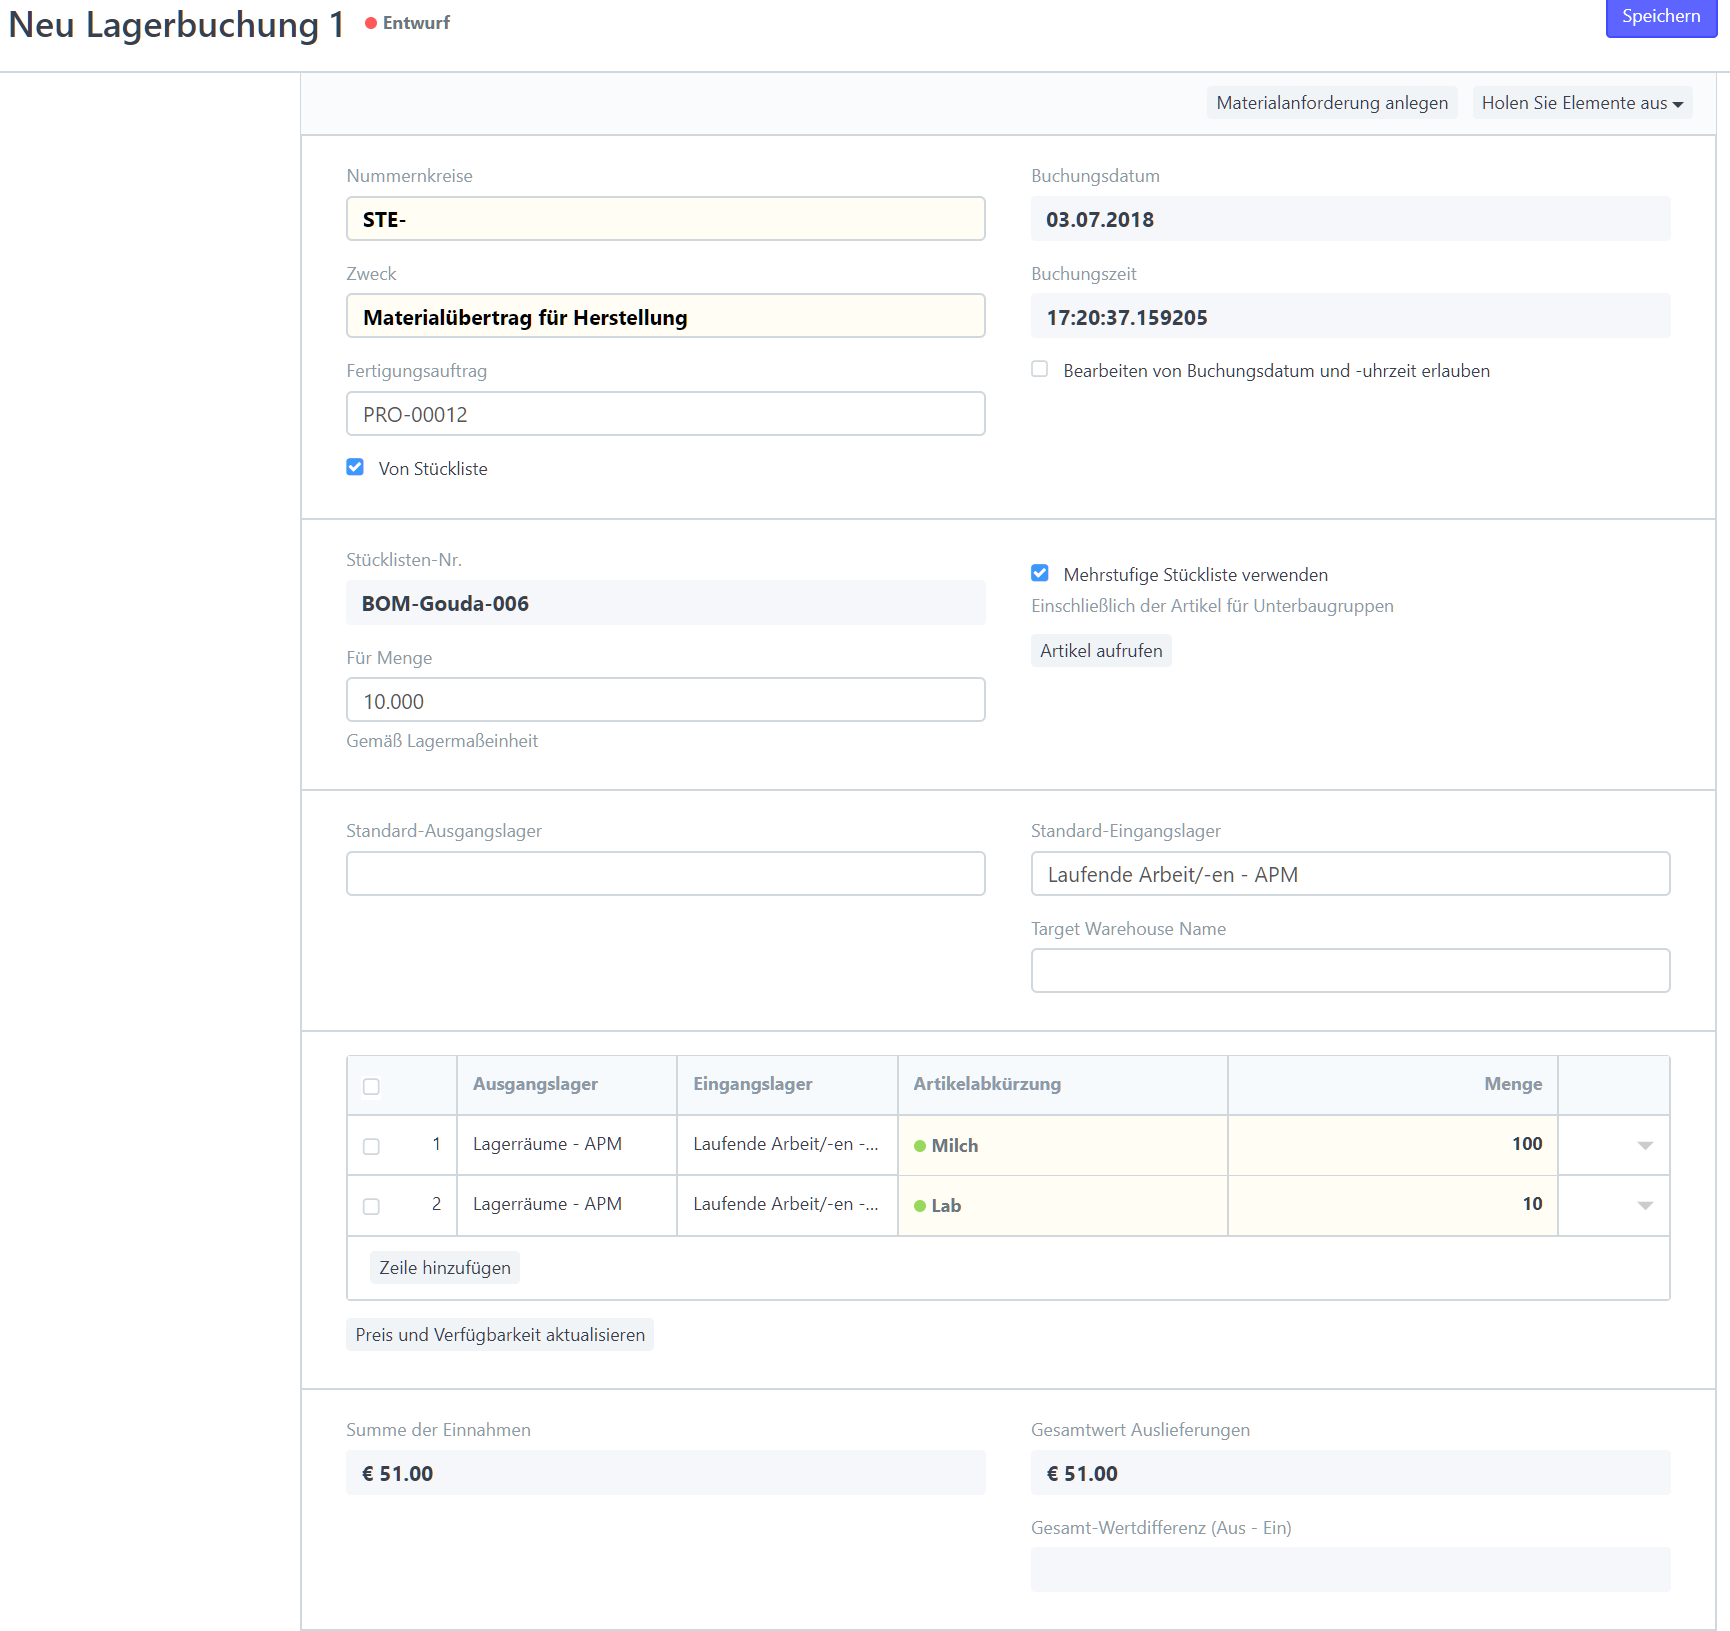 Neu Lagerbuchung 1 Entwurf Speichern
Materialanforderung anlegen Holen Sie Elemente aus
Nummernkreise Buchungsdatum
STE- 03.07.2018
Zweck Buchungszeit
Materialübertrag für Herstellung 17:20:37.159205
Fertigungsauftrag Bearbeiten von Buchungsdatum und -uhrzeit erlauben
PRO-00012
Von Stückliste
Stücklisten-Nr. Mehrstufige Stückliste verwenden
BOM-Gouda-006 Einschließlich der Artikel für Unterbaugruppen
Für Menge Artikel aufrufen
10.000
Gemäß Lagermaßeinheit
Standard-Ausgangslager Standard-Eingangslager
Laufende Arbeit/-en - APM
Target Warehouse Name
Ausgangslager Eingangslager Artikelabkürzung Menge
1 Lagerräume - APM Laufende Arbeit/-en -... Milch 100
2 Lagerräume - APM Laufende Arbeit/-en -... Lab 10
Zeile hinzufügen
Preis und Verfügbarkeit aktualisieren
Summe der Einnahmen Gesamtwert Auslieferungen
€ 51.00 € 51.00
Gesamt-Wertdifferenz (Aus - Ein)